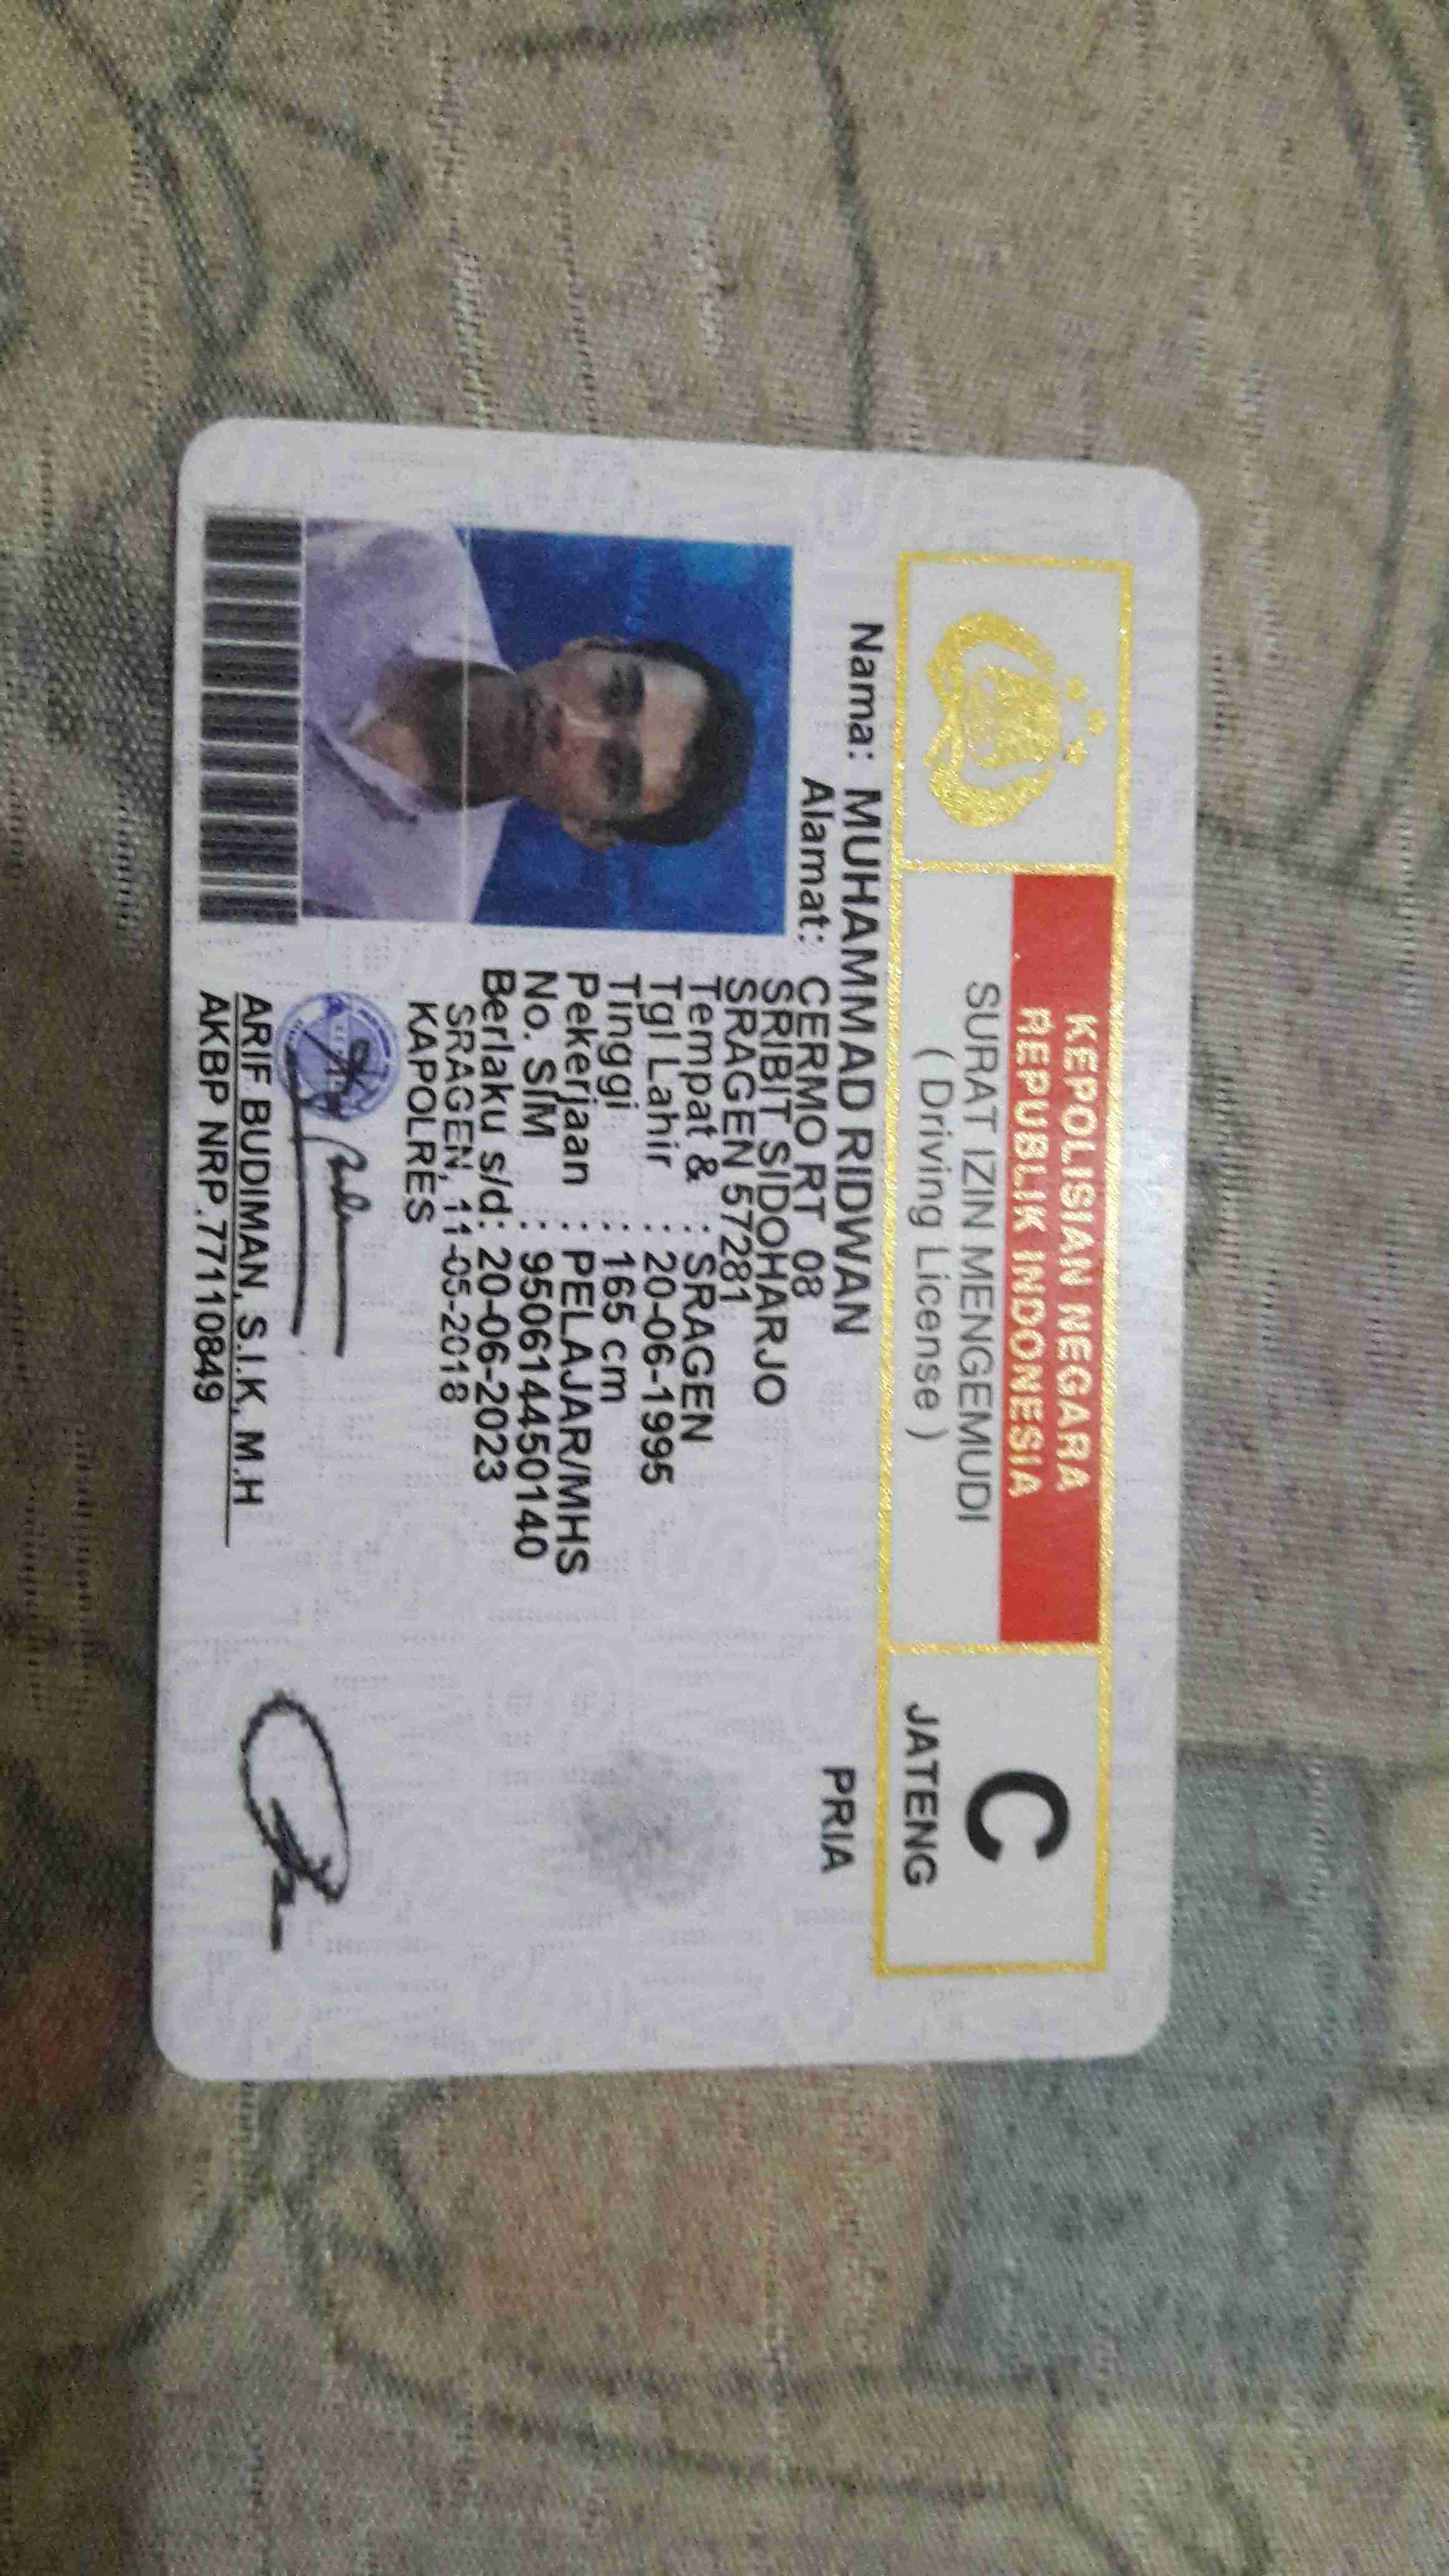 KEPOLISIAN NEGARA
REPUBLIK INDONESIA
SURAT IZIN MENGEMUDI
( Driving License )
C
JATENG
Nama: MUHAMMAD RIDWAN
PRIA
Alamat: CERMO RT 08
SRIBIT SIDOHARJO
SRAGEN 57281
Tempat & : SRAGEN
Tgl Lahir : 20-06-1995
Tinggi : 165 cm
Pekerjaan : PELAJAR/MHS
No. SIM : 950614450140
Berlaku s/d: 20-06-2023
SRAGEN, 11-05-2018
KAPOLRES
ARIF BUDIMAN, S.I.K, M.H
AKBP NRP.77110849